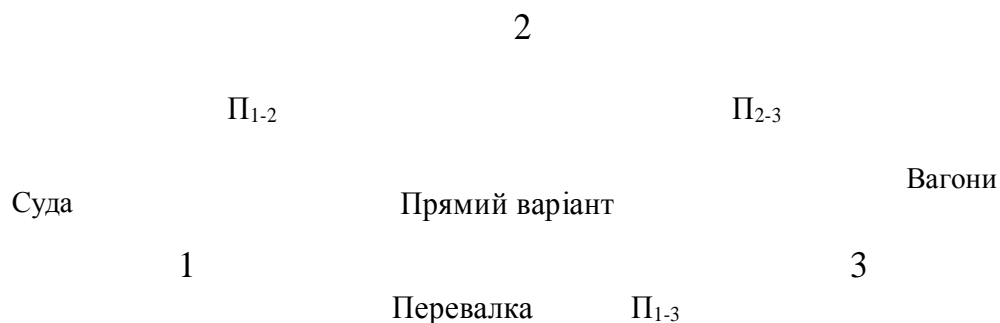 2
П1-2 П2-3
Вагони
Суда Прямий варіант
1 3
Перевалка П1-3